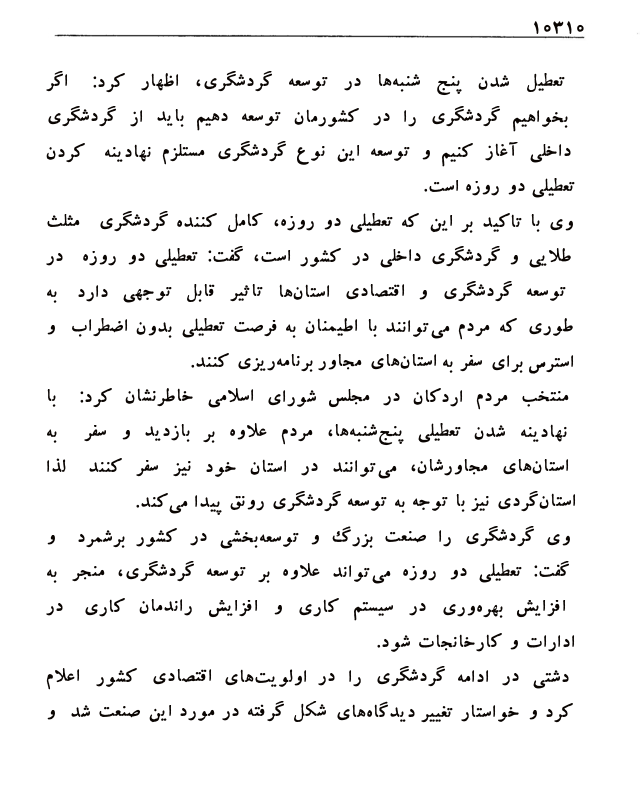 ۱۰۳۱۰
تعطیل شدن پنج شنبه‌ها در توسعه گردشگری، اظهار کرد: اگر
بخواهیم گردشگری را در کشورمان توسعه دهیم باید از گردشگری
داخلی آغاز کنیم و توسعه این نوع گردشگری مستلزم نهادینه کردن
تعطیلی دو روزه است.
وی با تاکید بر این که تعطیلی دو روزه، کامل کننده گردشگری مثلث
طلایی و گردشگری داخلی در کشور است، گفت: تعطیلی دو روزه در
توسعه گردشگری و اقتصادی استان‌ها تاثیر قابل توجهی دارد به
طوری که مردم می‌توانند با اطیمنان به فرصت تعطیلی بدون اضطراب و
استرس برای سفر به استان‌های مجاور برنامه‌ریزی کنند.
منتخب مردم اردکان در مجلس شورای اسلامی خاطرنشان کرد: با
نهادینه شدن تعطیلی پنج‌شنبه‌ها، مردم علاوه بر بازدید و سفر به
استان‌های مجاورشان، می‌توانند در استان خود نیز سفر کنند لذا
استان‌گردی نیز با توجه به توسعه گردشگری رونق پیدا می‌کند.
وی گردشگری را صنعت بزرگ و توسعه‌بخشی در کشور برشمرد و
گفت: تعطیلی دو روزه می‌تواند علاوه بر توسعه گردشگری، منجر به
افزایش بهره‌وری در سیستم کاری و افزایش راندمان کاری در
ادارات و کارخانجات شود.
دشتی در ادامه گردشگری را در اولویت‌های اقتصادی کشور اعلام
کرد و خواستار تغییر دیدگاه‌های شکل گرفته در مورد این صنعت شد و